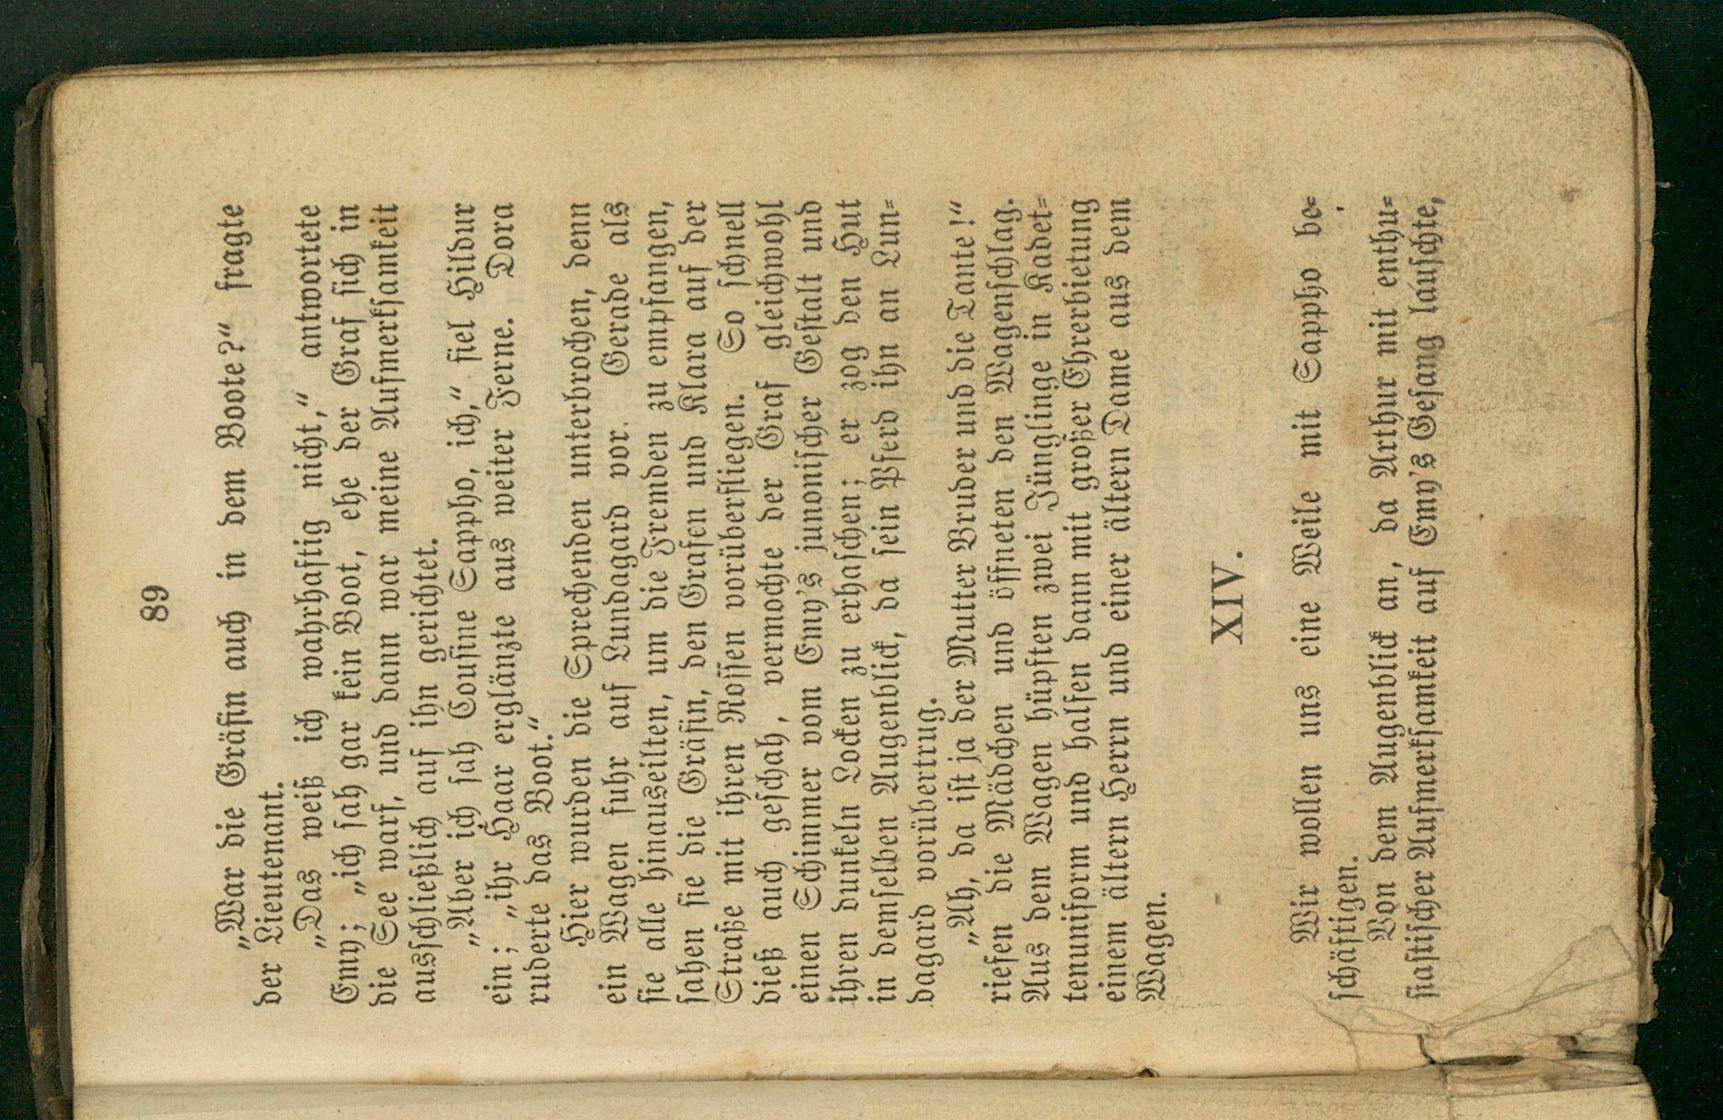 89
„War die Gräfin auch in dem Boote?“ fragte
der Lieutenant.
„Das weiß ich wahrhaftig nicht,“ antwortete
Emy; „ich sah gar kein Boot, ehe der Graf sich in
die See warf, und dann war meine Aufmerksamkeit
ausschließlich auf ihn gerichtet.
„Aber ich sah Cousine Sappho, ich,“ fiel Hildur
ein; „ihr Haar erglänzte aus weiter Ferne. Dora
ruderte das Boot.“
Hier wurden die Sprechenden unterbrochen, denn
ein Wagen fuhr auf Lundagard vor. Gerade als
sie alle hinauseilten, um die Fremden zu empfangen,
sahen sie die Gräfin, den Grafen und Klara auf der
Straße mit ihren Rossen vorüberfliegen. So schnell
dieß auch geschah, vermochte der Graf gleichwohl
einen Schimmer vom Emy's junonischer Gestalt und
ihren dunkeln Locken zu erhaschen; er zog den Hut
in demselben Augenblick, da sein Pferd ihn an Lun-
dagard vorübertrug.
„Ah, da ist ja der Mutter Bruder und die Tante!“
riefen die Mädchen und öffneten den Wagenschlag.
Aus dem Wagen hüpften zwei Jünglinge in Kadet-
tenuniform und halfen dann mit großer Ehrerbietung
einem ältern Herrn und einer ältern Dame aus dem
Wagen.
XIV.
Wir wollen uns eine Weile mit Sappho be-
schäftigen.
Von dem Augenblick an, da Arthur mit enthu-
siastischer Aufmerksamkeit auf Emy's Gesang lauschte,